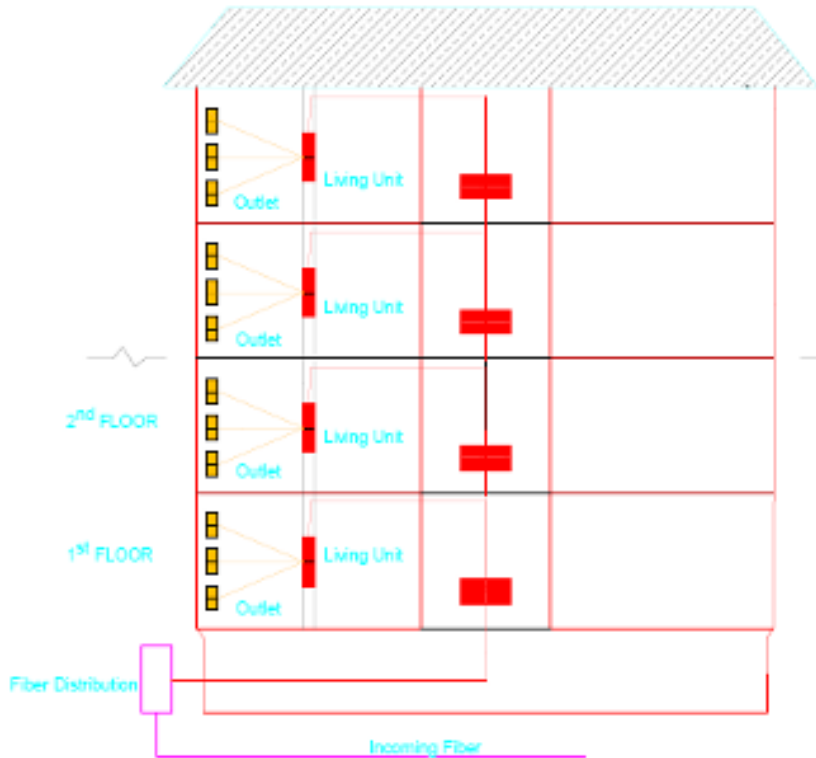 Living Unit
Outlet
Living Unit
Outlet
2nd FLOOR
Living Unit
Outlet
1st FLOOR
Living Unit
Outlet
Fiber Distribution
Incoming Fiber